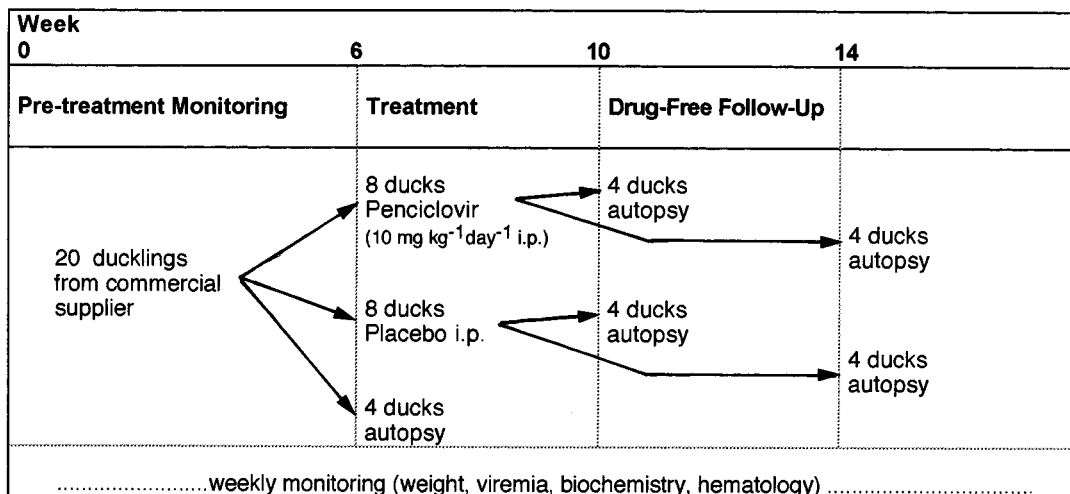 Week
0 6 10 14
Pre-treatment Monitoring Treatment Drug-Free Follow-Up
8 ducks
Penciclovir
(10 mg kg⁻¹day⁻¹ i.p.)
4 ducks
autopsy
4 ducks
autopsy
20 ducklings
from commercial
supplier
8 ducks
Placebo i.p.
4 ducks
autopsy
4 ducks
autopsy
4 ducks
autopsy
........................weekly monitoring (weight, viremia, biochemistry, hematology) .................................